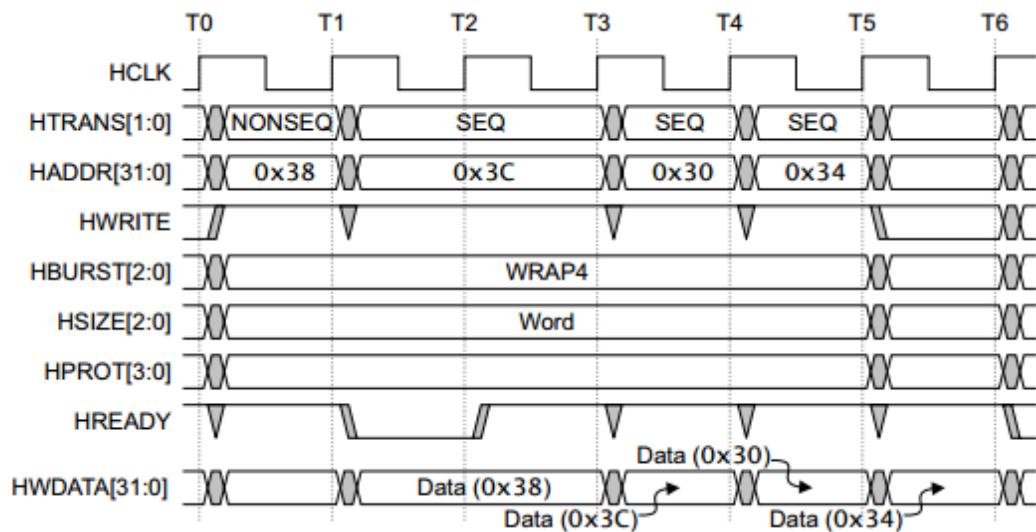 T0 T1 T2 T3 T4 T5 T6
HCLK
HTRANS[1:0] NONSEQ SEQ SEQ SEQ
HADDR[31:0] 0x38 0x3C 0x30 0x34
HWRITE
HBURST[2:0] WRAP4
HSIZE[2:0] Word
HPROT[3:0]
HREADY
Data (0x30)
HWDATA[31:0] Data (0x38)
Data (0x3C) Data (0x34)